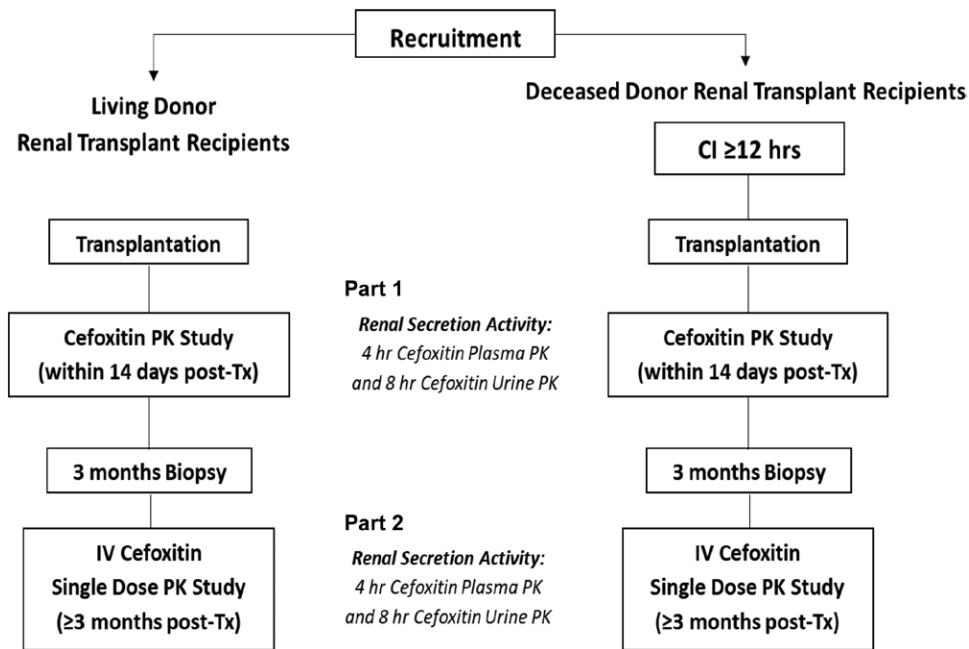 Recruitment
Living Donor
Renal Transplant Recipients
Deceased Donor Renal Transplant Recipients
CI ≥12 hrs
Transplantation
Transplantation
Part 1
Renal Secretion Activity:
4 hr Cefoxitin Plasma PK
and 8 hr Cefoxitin Urine PK
Cefoxitin PK Study
(within 14 days post-Tx)
Cefoxitin PK Study
(within 14 days post-Tx)
3 months Biopsy
3 months Biopsy
Part 2
Renal Secretion Activity:
4 hr Cefoxitin Plasma PK
and 8 hr Cefoxitin Urine PK
IV Cefoxitin
Single Dose PK Study
(≥3 months post-Tx)
IV Cefoxitin
Single Dose PK Study
(≥3 months post-Tx)